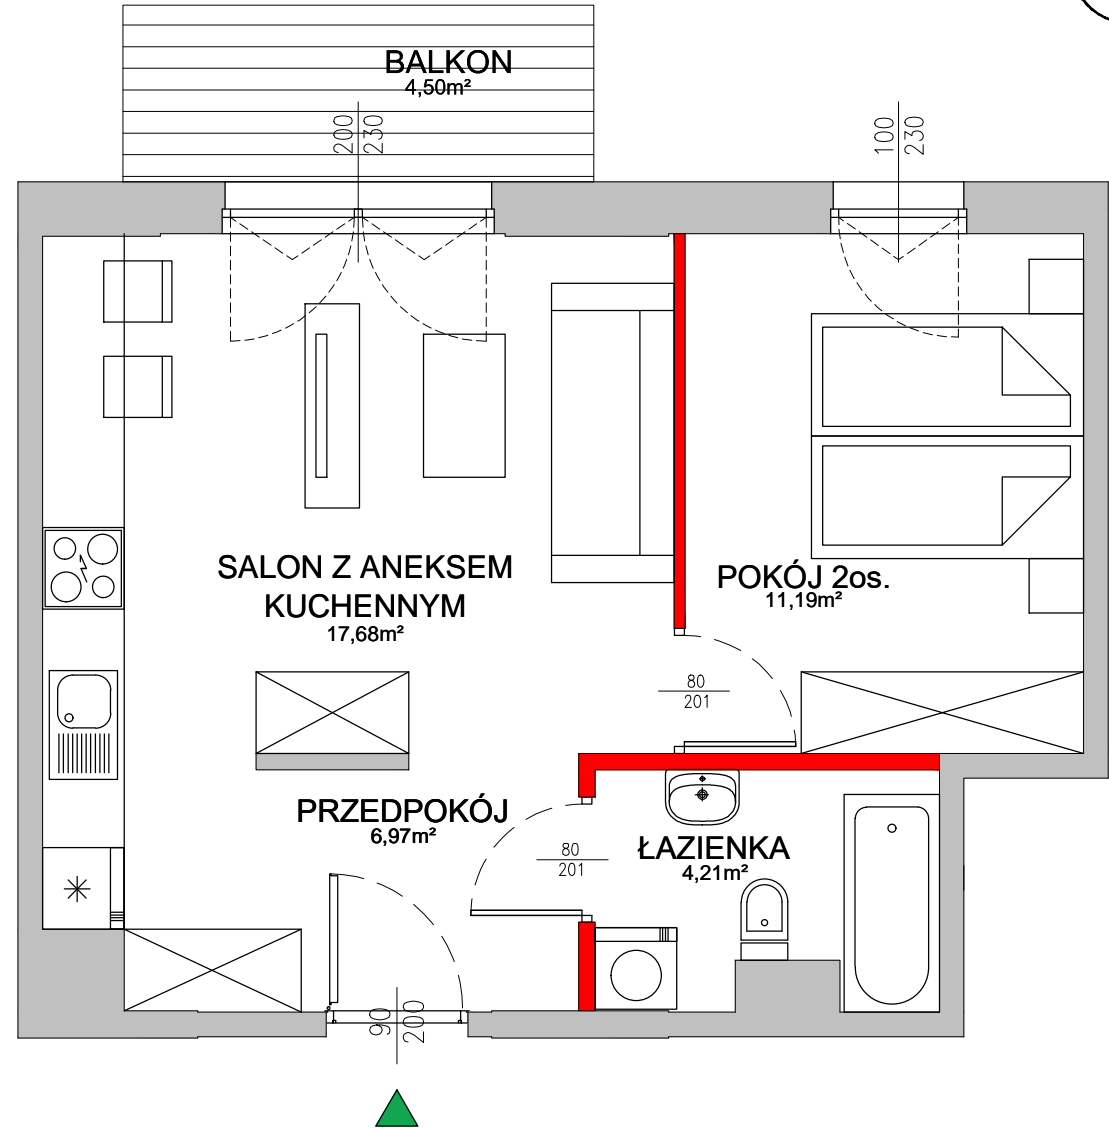 BALKON
4,50m²
200
230
100
230
SALON Z ANEKSEM
KUCHENNYM
17,68m²
POKÓJ 2os.
11,19m²
80
201
PRZEDPOKÓJ
6,97m²
80
201
ŁAZIENKA
4,21m²
90
200